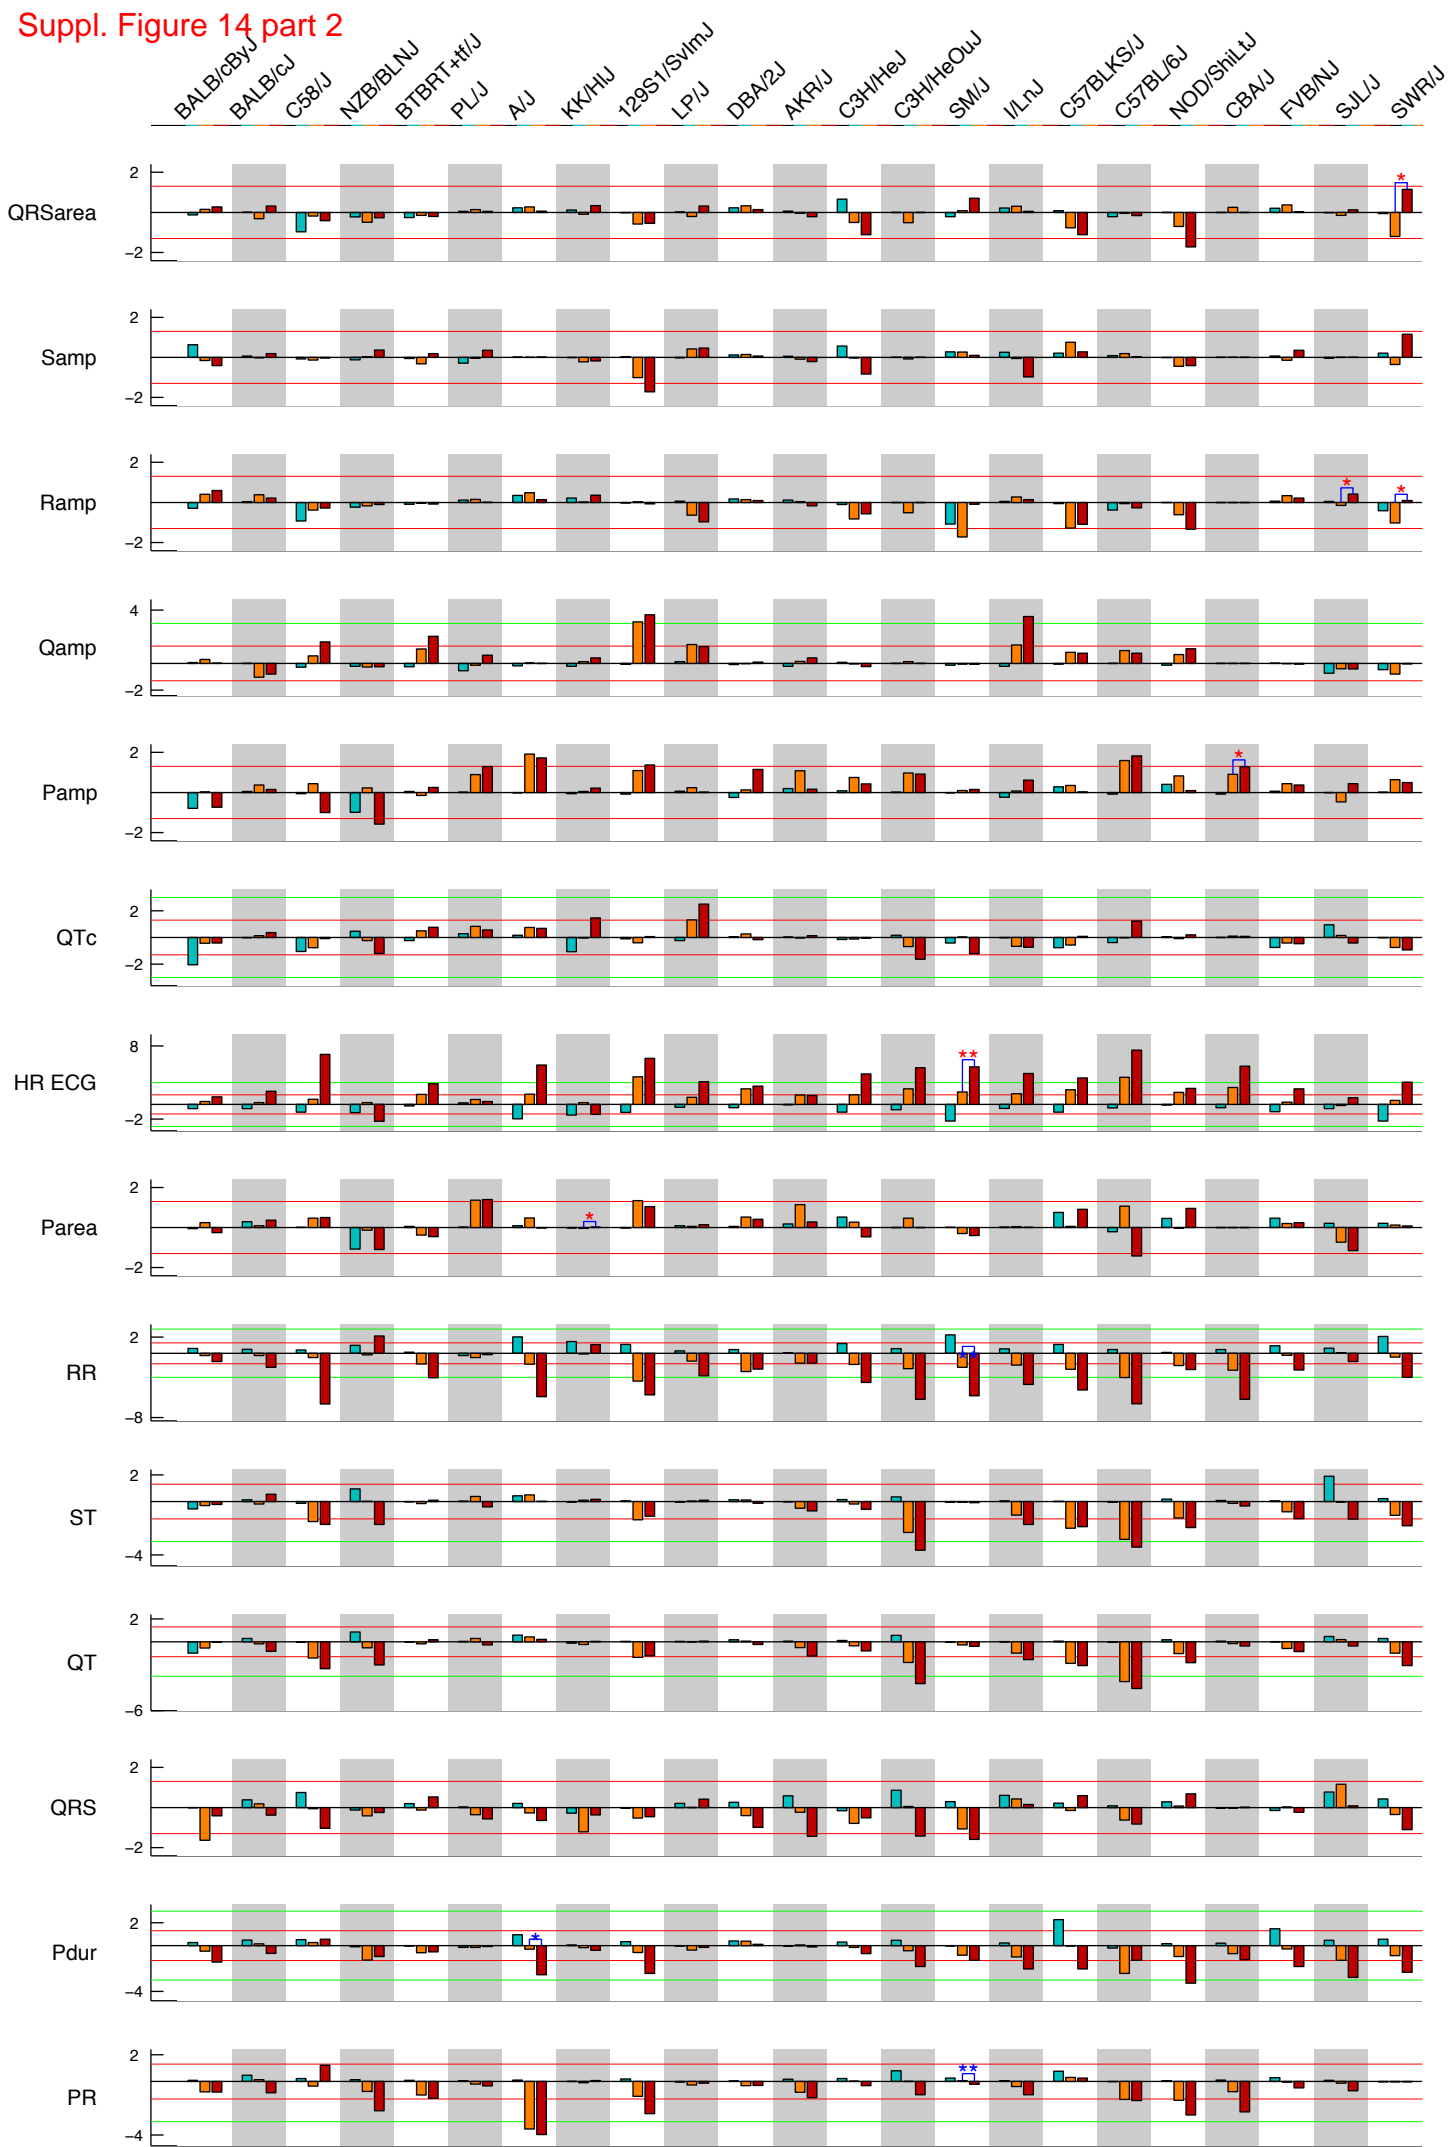 Suppl. Figure 14 part 2
BALB/cByJ BALB/cJ C58/J NZB/BLNJ BTBRT+tf/J PL/J A/J KK/HIJ 129S1/SvImJ LP/J DBA/2J AKR/J C3H/HeJ C3H/HeOuJ SM/J I/LnJ C57BLKS/J C57BL/6J NOD/ShiLtJ CBA/J FVB/NJ SJL/J SWR/J
2
*
QRSarea
−2
2
Samp
−2
2
* *
Ramp
−2
4
Qamp
−2
2
*
Pamp
−2
2
QTc
−2
8
**
HR ECG
−2
2
*
Parea
−2
2
**
RR
−8
2
ST
−4
2
QT
−6
2
QRS
−2
2
*
Pdur
−4
2
**
PR
−4